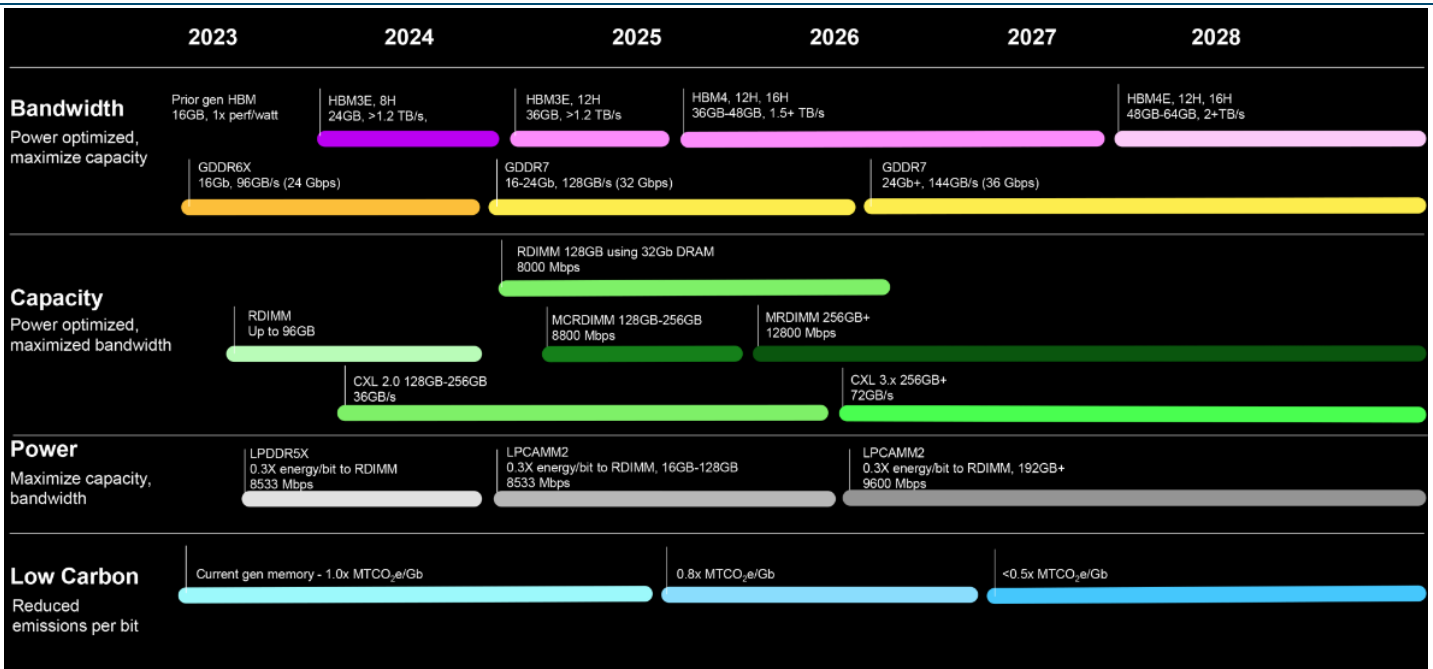 2023 2024 2025 2026 2027 2028
Bandwidth
Power optimized,
maximize capacity
Prior gen HBM
16GB, 1x perf/watt
HBM3E, 8H
24GB, >1.2 TB/s,
HBM3E, 12H
36GB, >1.2 TB/s
HBM4, 12H, 16H
36GB-48GB, 1.5+ TB/s
HBM4E, 12H, 16H
48GB-64GB, 2+TB/s
GDDR6X
16Gb, 96GB/s (24 Gbps)
GDDR7
16-24Gb, 128GB/s (32 Gbps)
GDDR7
24Gb+, 144GB/s (36 Gbps)
Capacity
Power optimized,
maximized bandwidth
RDIMM 128GB using 32Gb DRAM
8000 Mbps
RDIMM
Up to 96GB
MCRDIMM 128GB-256GB
8800 Mbps
MRDIMM 256GB+
12800 Mbps
CXL 2.0 128GB-256GB
36GB/s
CXL 3.x 256GB+
72GB/s
Power
Maximize capacity,
bandwidth
LPDDR5X
0.3X energy/bit to RDIMM
8533 Mbps
LPCAMM2
0.3X energy/bit to RDIMM, 16GB-128GB
8533 Mbps
LPCAMM2
0.3X energy/bit to RDIMM, 192GB+
9600 Mbps
Low Carbon
Reduced
emissions per bit
Current gen memory - 1.0x MTCO₂e/Gb
0.8x MTCO₂e/Gb
<0.5x MTCO₂e/Gb